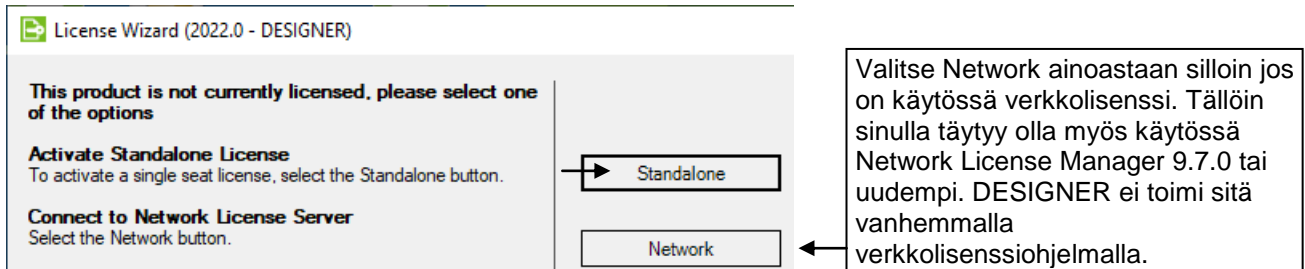 License Wizard (2022.0 - DESIGNER)
This product is not currently licensed, please select one
of the options
Activate Standalone License
To activate a single seat license, select the Standalone button.
Standalone
Connect to Network License Server
Select the Network button.
Network
Valitse Network ainoastaan silloin jos
on käytössä verkkolisenssi. Tällöin
sinulla täytyy olla myös käytössä
Network License Manager 9.7.0 tai
uudempi. DESIGNER ei toimi sitä
vanhemmalla
verkkolisenssiohjelmalla.